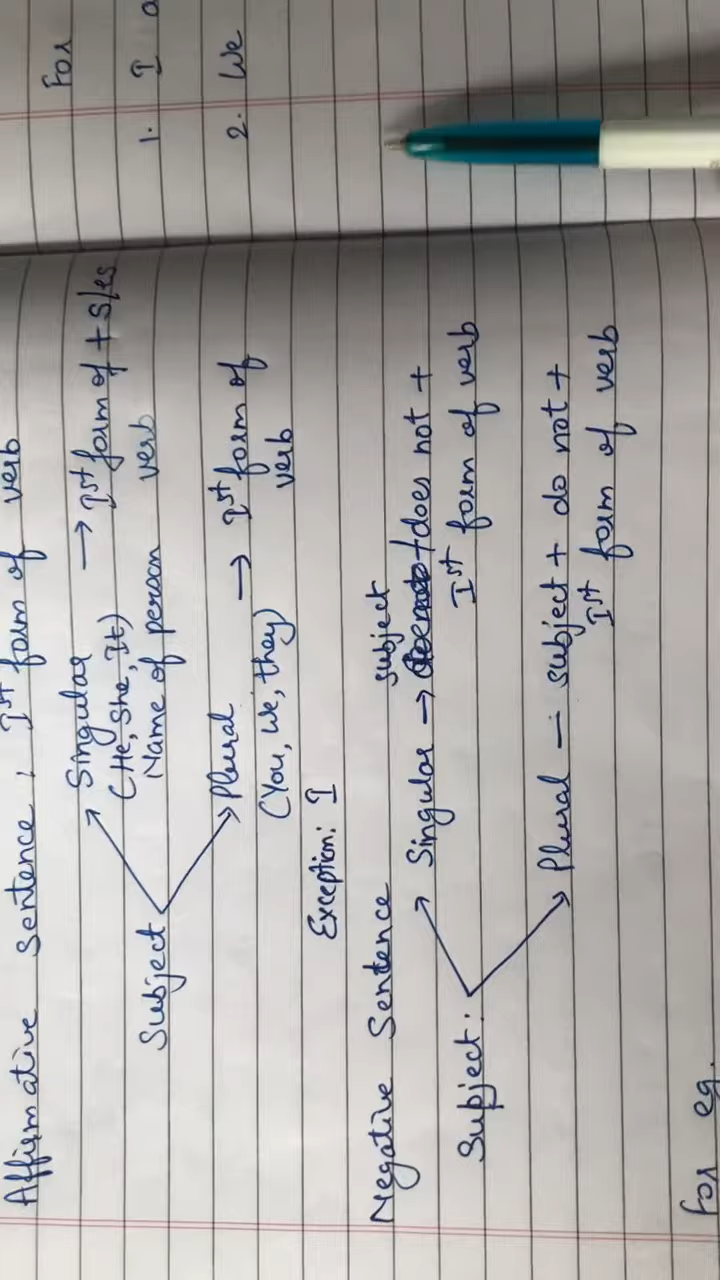 Affirmative Sentence : Ist form of verb
Singular → Ist form of + s/es
(He, She, It) verb
Name of person
Subject
Plural → Ist form of
(You, We, they) verb
Exception: I
Negative Sentence
subject
Singular → + does not +
Ist form of verb
Subject :
Plural — subject + do not +
Ist form of verb
For eg.
For
1. I a
2. We